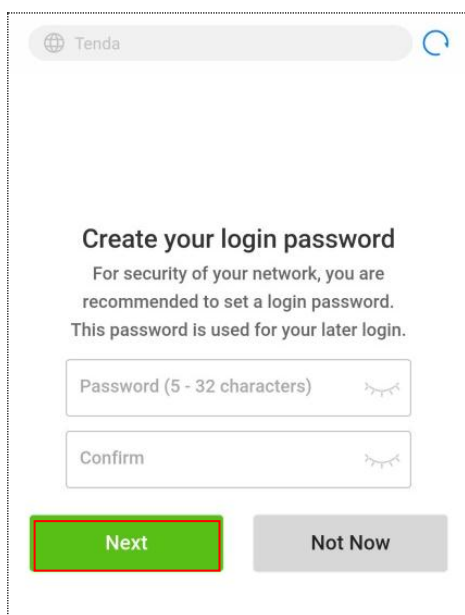 Tenda
Create your login password
For security of your network, you are
recommended to set a login password.
This password is used for your later login.
Password (5 - 32 characters)
Confirm
Next
Not Now